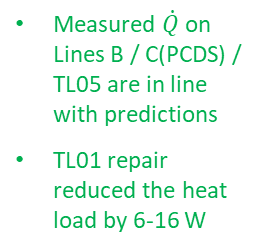 • Measured Q̇ on
Lines B / C(PCDS) /
TL05 are in line
with predictions
• TL01 repair
reduced the heat
load by 6-16 W